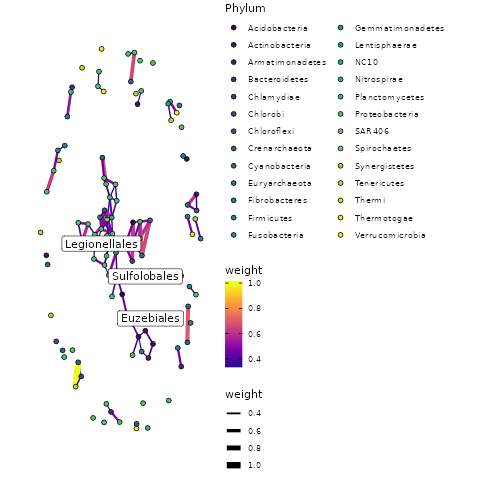 Phylum
Acidobacteria
Actinobacteria
Armatimonadetes
Bacteroidetes
Chlamydiae
Chlorobi
Chloroflexi
Crenarchaeota
Cyanobacteria
Euryarchaeota
Fibrobacteres
Firmicutes
Fusobacteria
Gemmatimonadetes
Lentisphaerae
NC10
Nitrospirae
Planctomycetes
Proteobacteria
SAR406
Spirochaetes
Synergistetes
Tenericutes
Thermi
Thermotogae
Verrucomicrobia
Legionellales
Sulfolobales
Euzebiales
weight
1.0
0.8
0.6
0.4
weight
0.4
0.6
0.8
1.0